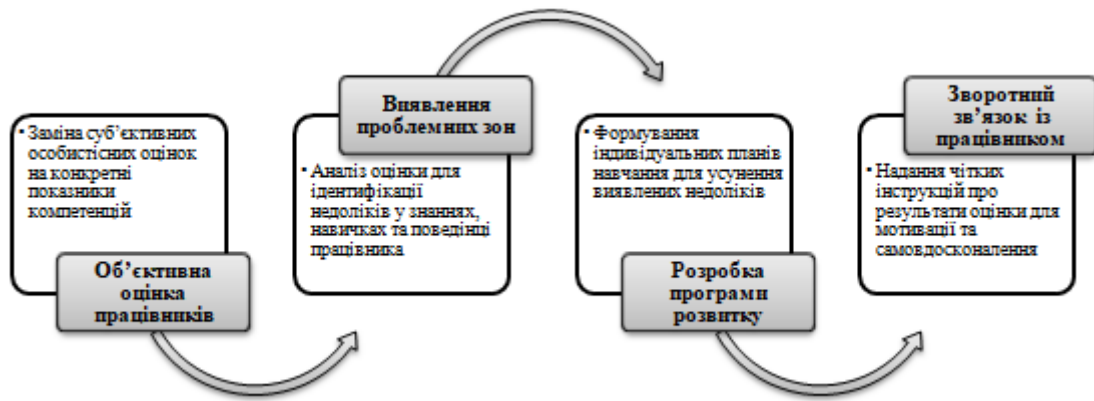 • Заміна суб’єктивних
особистісних оцінок
на конкретні
показники
компетенцій
Об’єктивна
оцінка
працівників
Виявлення
проблемних зон
• Аналіз оцінки для
ідентифікації
недоліків у знаннях,
навичках та поведінці
працівника
• Формування
індивідуальних планів
навчання для усунення
виявлених недоліків
Розробка
програми
розвитку
Зворотний
зв’язок із
працівником
• Надання чітких
інструкцій про
результати оцінки для
мотивації та
самовдосконалення